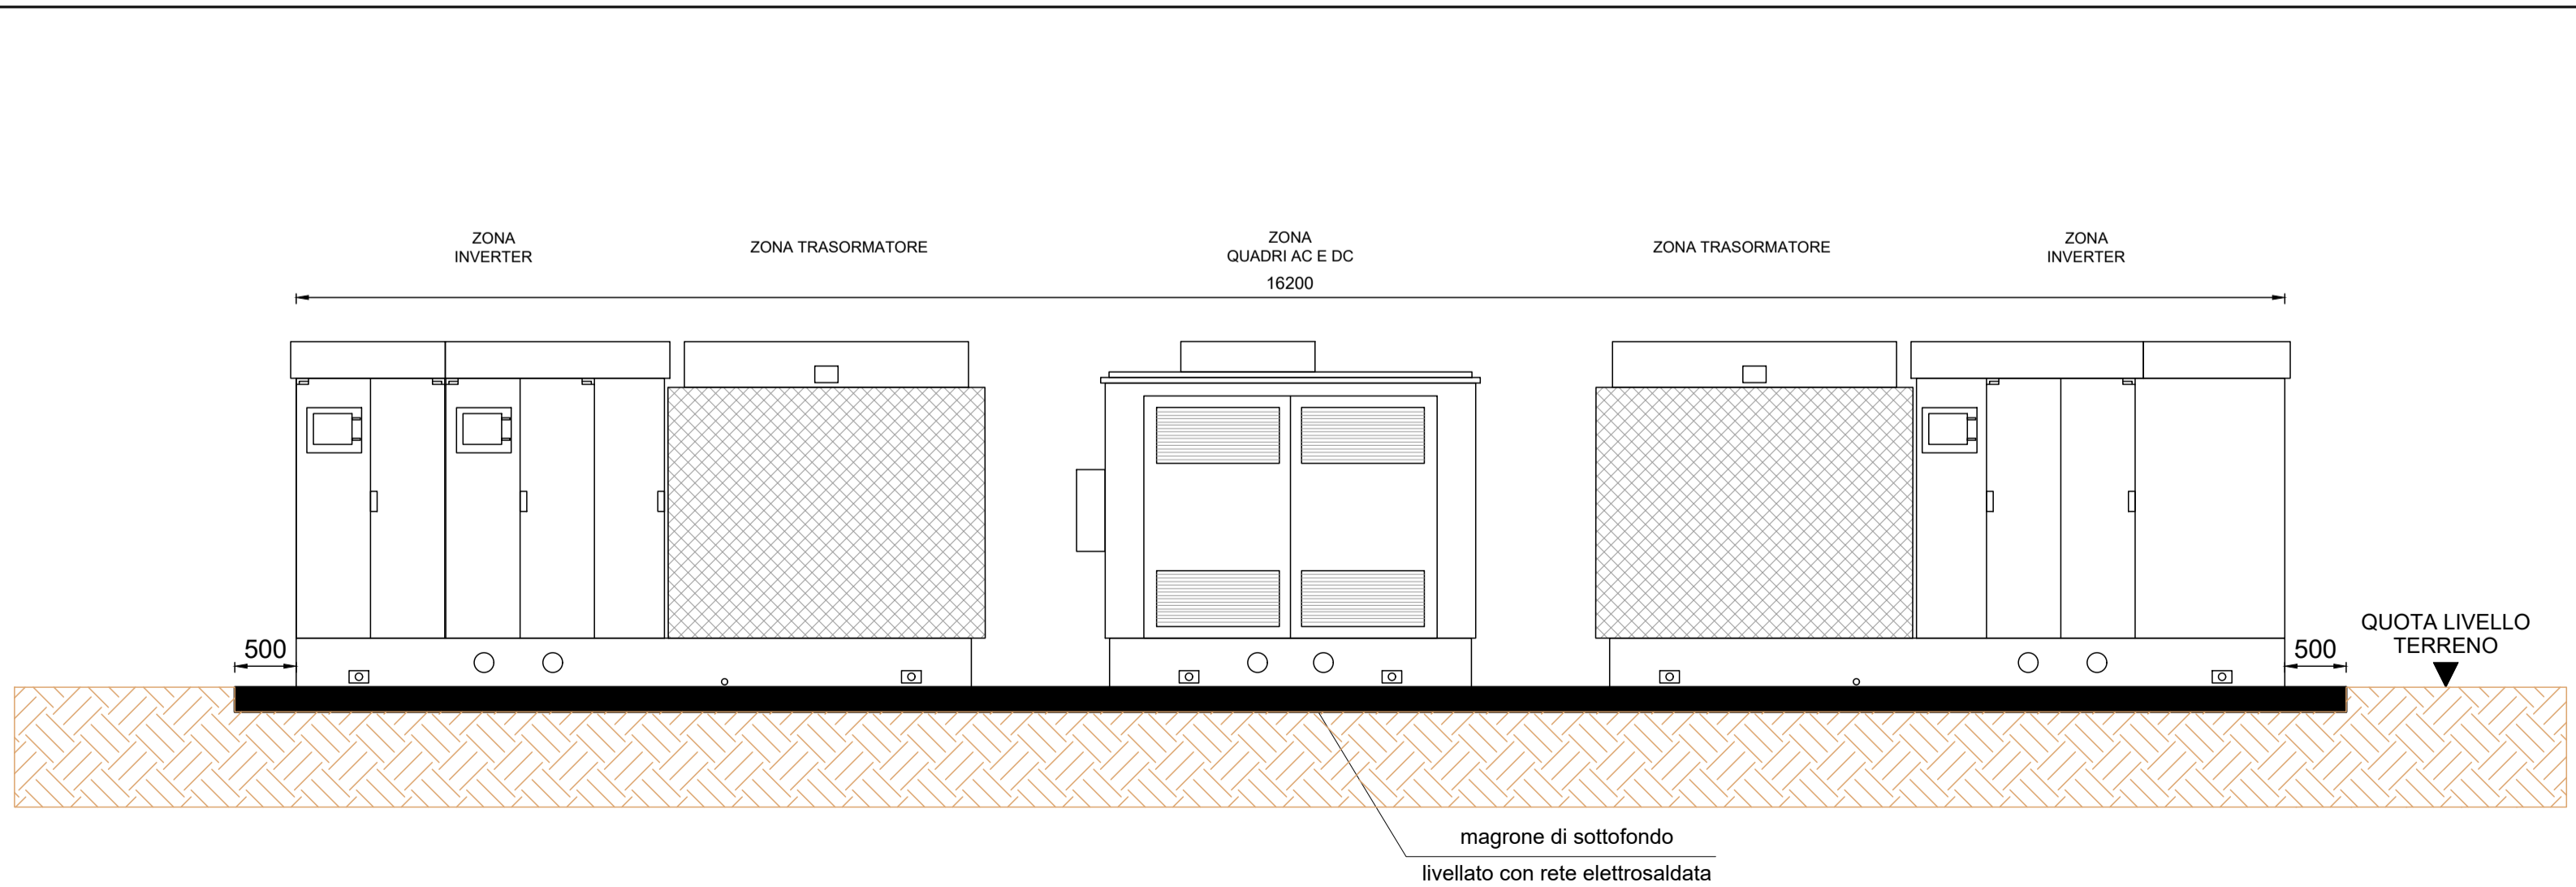 ZONA
INVERTER
ZONA TRASORMATORE
ZONA
QUADRI AC E DC
16200
ZONA TRASORMATORE
ZONA
INVERTER
500
500
QUOTA LIVELLO
TERRENO
magrone di sottofondo
livellato con rete elettrosaldata